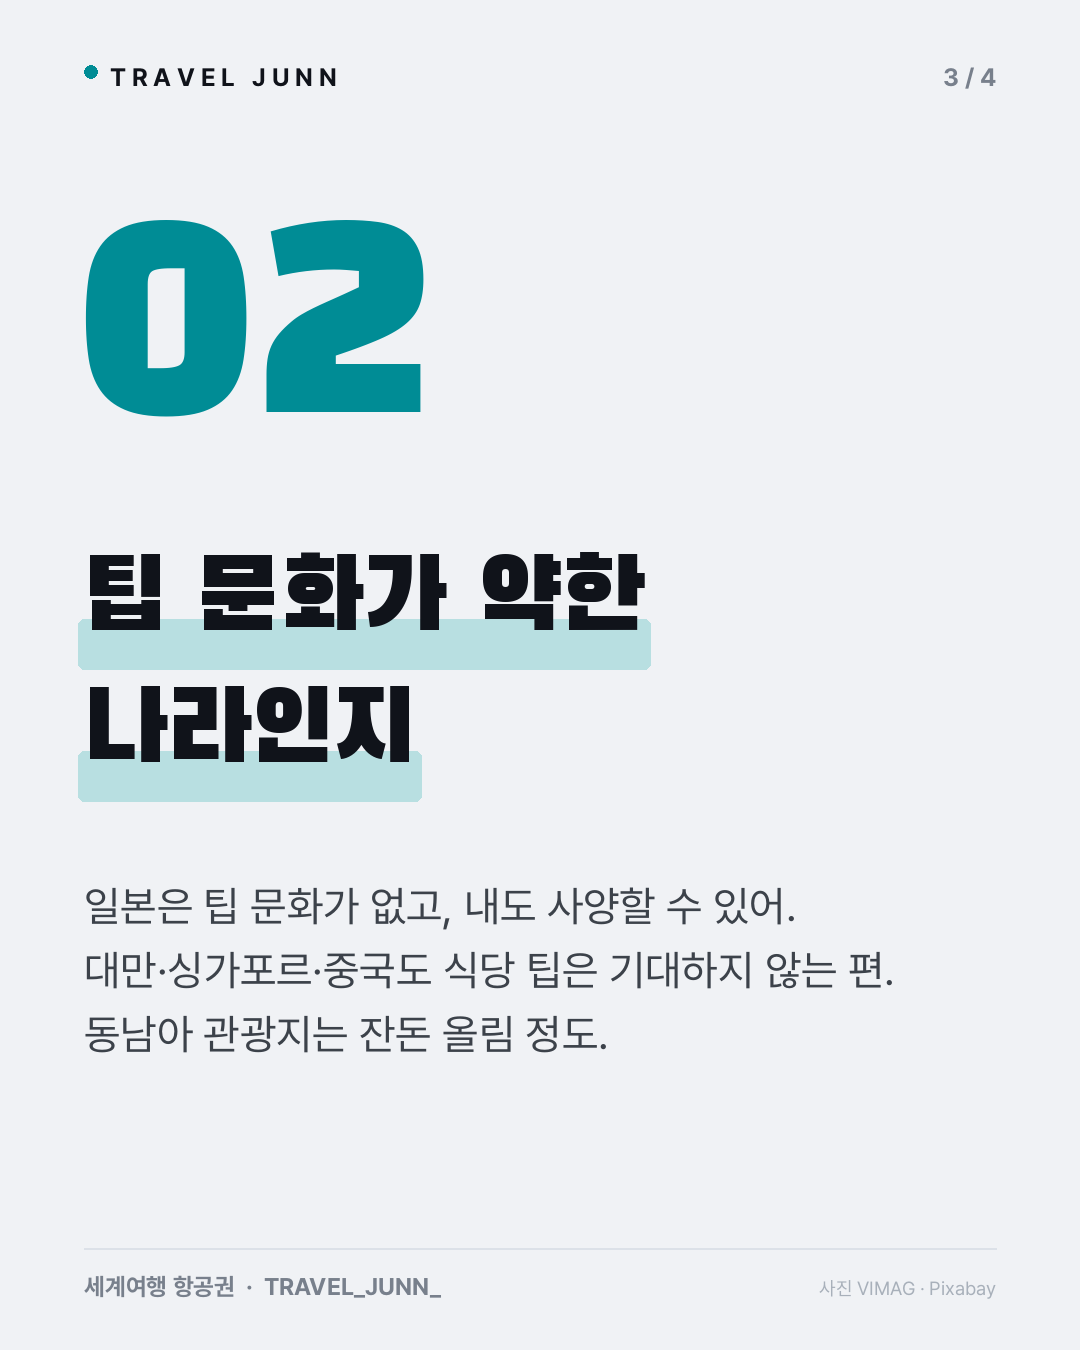 TRAVEL JUNN
3 / 4
02
팁 문화가 약한
나라인지
일본은 팁 문화가 없고, 내도 사양할 수 있어.
대만·싱가포르·중국도 식당 팁은 기대하지 않는 편.
동남아 관광지는 잔돈 올림 정도.
세계여행 항공권 · TRAVEL_JUNN_
사진 VIMAG · Pixabay